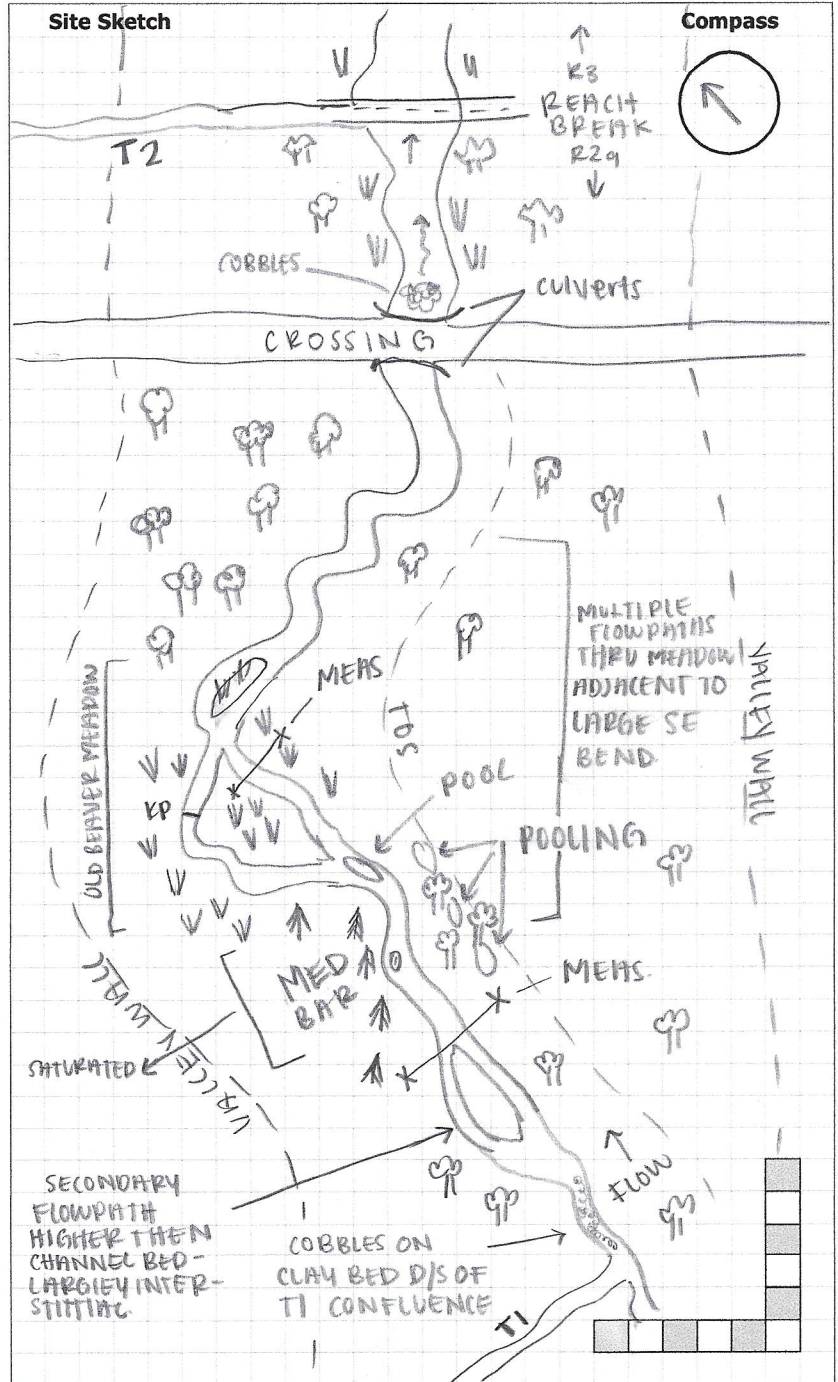 Site Sketch
Compass
R3
REACH
BREAK
R2a
T2
COBBLES
culverts
CROSSING
MULTIPLE
FLOWPATHS
THRU MEADOW
ADJACENT TO
LARGE SE
BEND
VALLEY WALL
MEAS
TOS
OLD BEAVER MEADOW
POOL
KP
POOLING
MED
BAR
MEAS.
SATURATED
VALLEY WALL
FLOW
SECONDARY
FLOWPATH
HIGHER THEN
CHANNEL BED-
LARGLEY INTER-
STITIAL
COBBLES ON
CLAY BED D/S OF
T1 CONFLUENCE
T1